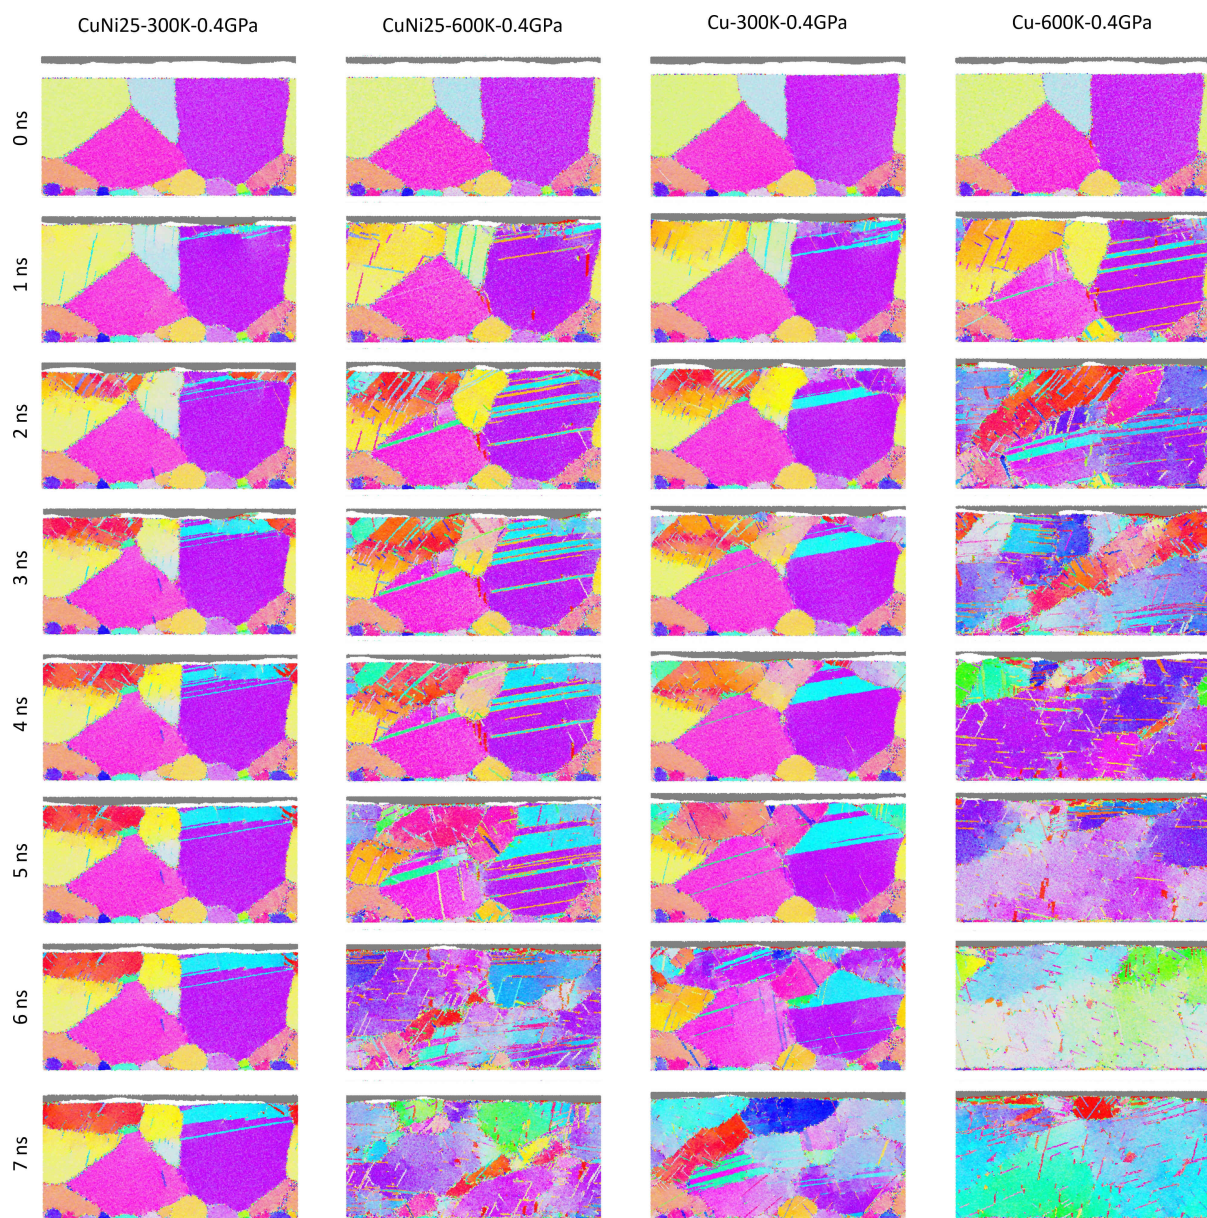 CuNi25-300K-0.4GPa
CuNi25-600K-0.4GPa
Cu-300K-0.4GPa
Cu-600K-0.4GPa
0 ns
1 ns
2 ns
3 ns
4 ns
5 ns
6 ns
7 ns